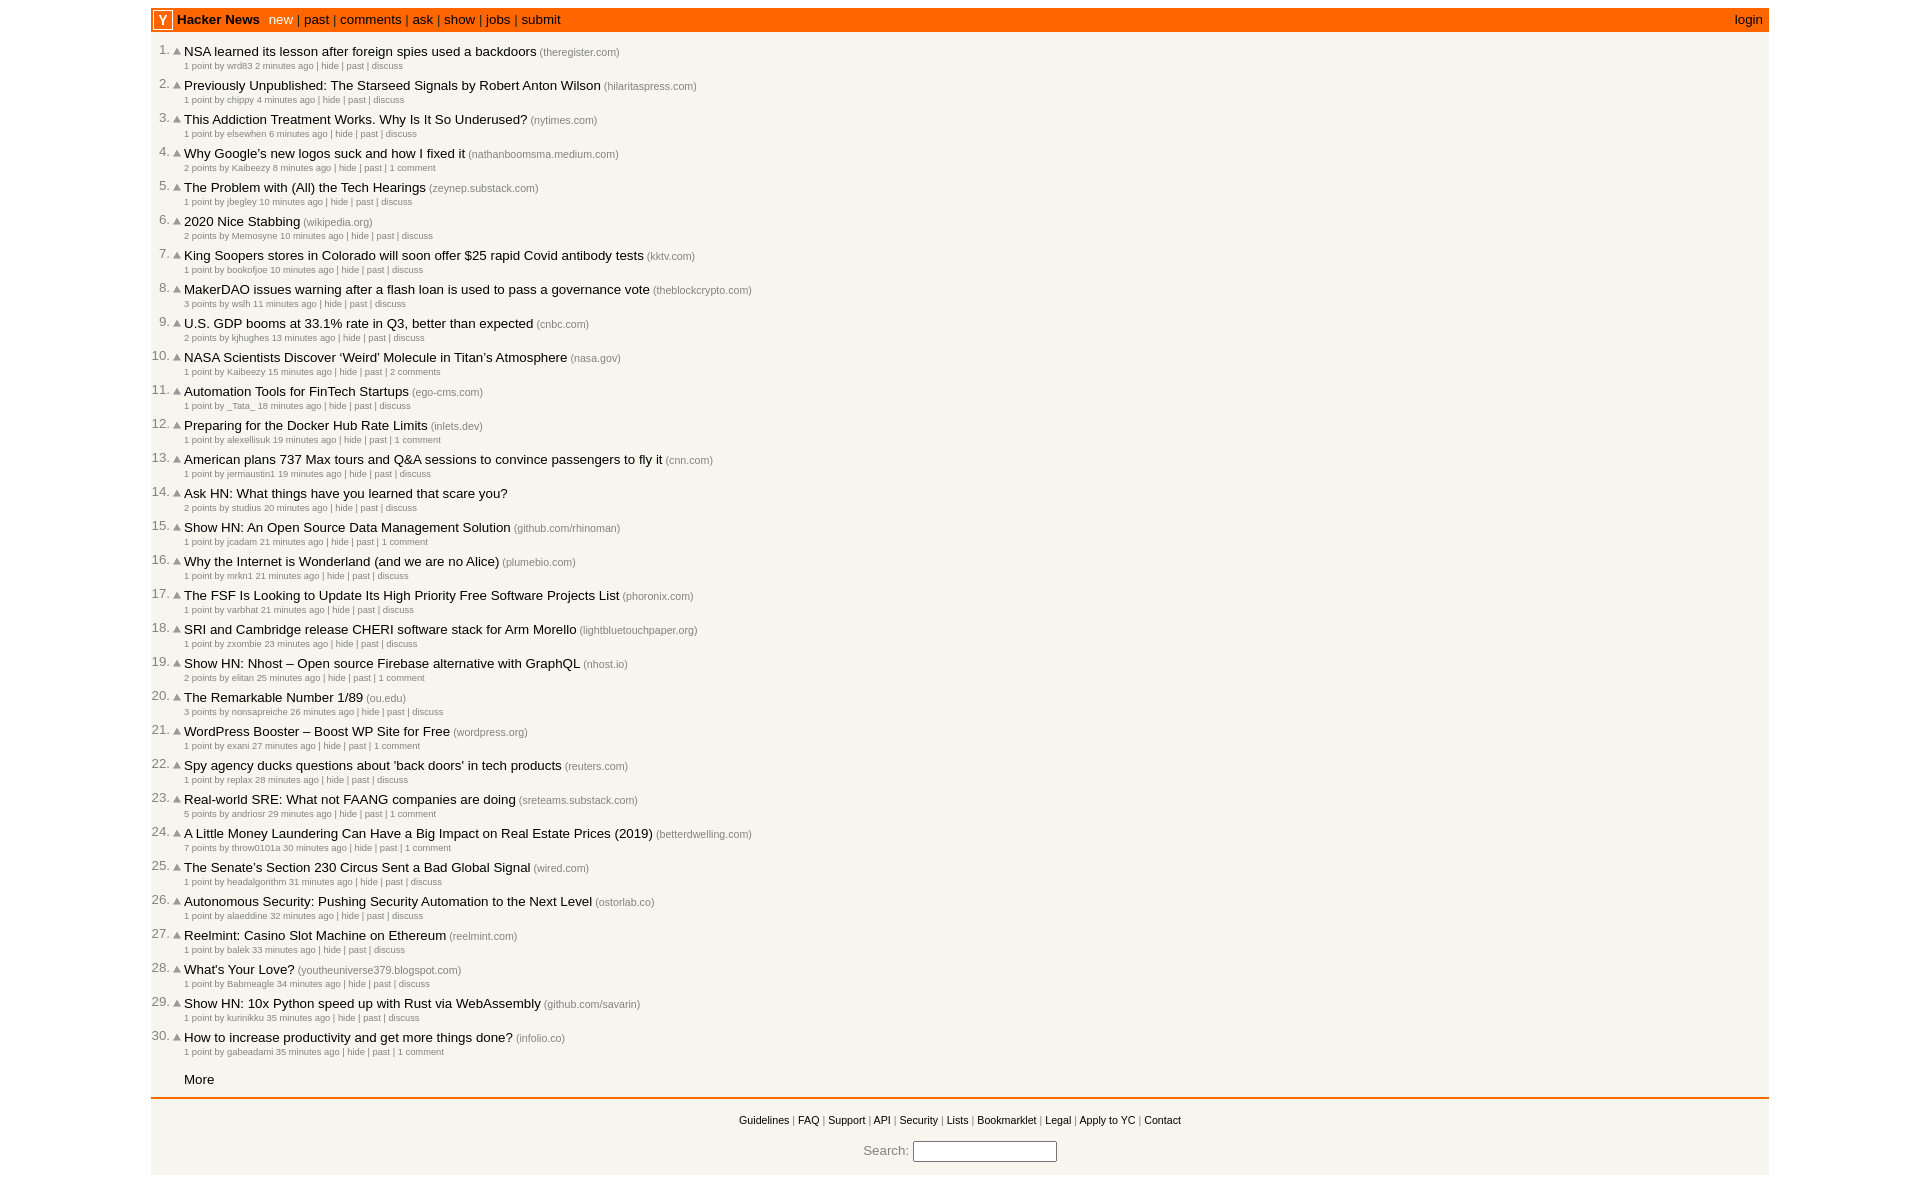 Y Hacker News new | past | comments | ask | show | jobs | submit login
1. NSA learned its lesson after foreign spies used a backdoors (theregister.com)
1 point by wrd83 2 minutes ago | hide | past | discuss
2. Previously Unpublished: The Starseed Signals by Robert Anton Wilson (hilaritaspress.com)
1 point by chippy 4 minutes ago | hide | past | discuss
3. This Addiction Treatment Works. Why Is It So Underused? (nytimes.com)
1 point by elsewhen 6 minutes ago | hide | past | discuss
4. Why Google’s new logos suck and how I fixed it (nathanboomsma.medium.com)
2 points by Kaibeezy 8 minutes ago | hide | past | 1 comment
5. The Problem with (All) the Tech Hearings (zeynep.substack.com)
1 point by jbegley 10 minutes ago | hide | past | discuss
6. 2020 Nice Stabbing (wikipedia.org)
2 points by Memosyne 10 minutes ago | hide | past | discuss
7. King Soopers stores in Colorado will soon offer $25 rapid Covid antibody tests (kktv.com)
1 point by bookofjoe 10 minutes ago | hide | past | discuss
8. MakerDAO issues warning after a flash loan is used to pass a governance vote (theblockcrypto.com)
3 points by wslh 11 minutes ago | hide | past | discuss
9. U.S. GDP booms at 33.1% rate in Q3, better than expected (cnbc.com)
2 points by kjhughes 13 minutes ago | hide | past | discuss
10. NASA Scientists Discover ‘Weird’ Molecule in Titan’s Atmosphere (nasa.gov)
1 point by Kaibeezy 15 minutes ago | hide | past | 2 comments
11. Automation Tools for FinTech Startups (ego-cms.com)
1 point by _Tata_ 18 minutes ago | hide | past | discuss
12. Preparing for the Docker Hub Rate Limits (inlets.dev)
1 point by alexellisuk 19 minutes ago | hide | past | 1 comment
13. American plans 737 Max tours and Q&A sessions to convince passengers to fly it (cnn.com)
1 point by jermaustin1 19 minutes ago | hide | past | discuss
14. Ask HN: What things have you learned that scare you?
2 points by studius 20 minutes ago | hide | past | discuss
15. Show HN: An Open Source Data Management Solution (github.com/rhinoman)
1 point by jcadam 21 minutes ago | hide | past | 1 comment
16. Why the Internet is Wonderland (and we are no Alice) (plumebio.com)
1 point by mrkn1 21 minutes ago | hide | past | discuss
17. The FSF Is Looking to Update Its High Priority Free Software Projects List (phoronix.com)
1 point by varbhat 21 minutes ago | hide | past | discuss
18. SRI and Cambridge release CHERI software stack for Arm Morello (lightbluetouchpaper.org)
1 point by zxombie 23 minutes ago | hide | past | discuss
19. Show HN: Nhost – Open source Firebase alternative with GraphQL (nhost.io)
2 points by elitan 25 minutes ago | hide | past | 1 comment
20. The Remarkable Number 1/89 (ou.edu)
3 points by nonsapreiche 26 minutes ago | hide | past | discuss
21. WordPress Booster – Boost WP Site for Free (wordpress.org)
1 point by exani 27 minutes ago | hide | past | 1 comment
22. Spy agency ducks questions about 'back doors' in tech products (reuters.com)
1 point by replax 28 minutes ago | hide | past | discuss
23. Real-world SRE: What not FAANG companies are doing (sreteams.substack.com)
5 points by andriosr 29 minutes ago | hide | past | 1 comment
24. A Little Money Laundering Can Have a Big Impact on Real Estate Prices (2019) (betterdwelling.com)
7 points by throw0101a 30 minutes ago | hide | past | 1 comment
25. The Senate’s Section 230 Circus Sent a Bad Global Signal (wired.com)
1 point by headalgorithm 31 minutes ago | hide | past | discuss
26. Autonomous Security: Pushing Security Automation to the Next Level (ostorlab.co)
1 point by alaeddine 32 minutes ago | hide | past | discuss
27. Reelmint: Casino Slot Machine on Ethereum (reelmint.com)
1 point by balek 33 minutes ago | hide | past | discuss
28. What's Your Love? (youtheuniverse379.blogspot.com)
1 point by Babmeagle 34 minutes ago | hide | past | discuss
29. Show HN: 10x Python speed up with Rust via WebAssembly (github.com/savarin)
1 point by kurinikku 35 minutes ago | hide | past | discuss
30. How to increase productivity and get more things done? (infolio.co)
1 point by gabeadami 35 minutes ago | hide | past | 1 comment
More
Guidelines | FAQ | Support | API | Security | Lists | Bookmarklet | Legal | Apply to YC | Contact
Search: